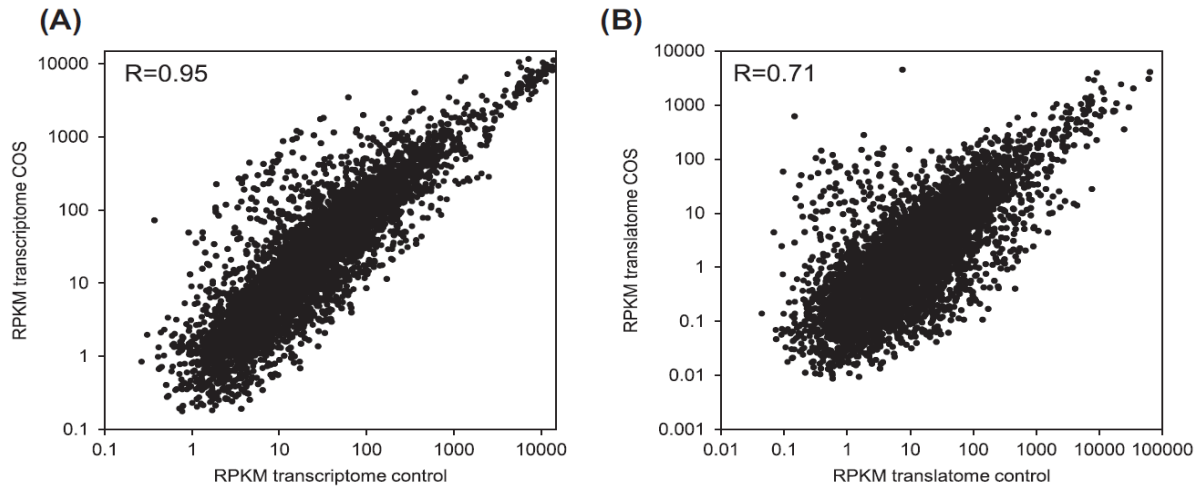 (A)
R=0.95
10000
1000
100
10
1
0.1
0.1 1 10 100 1000 10000
RPKM transcriptome COS
RPKM transcriptome control
(B)
R=0.71
10000
1000
100
10
1
0.1
0.01
0.001
0.01 0.1 1 10 100 1000 10000 100000
RPKM translatome COS
RPKM translatome control